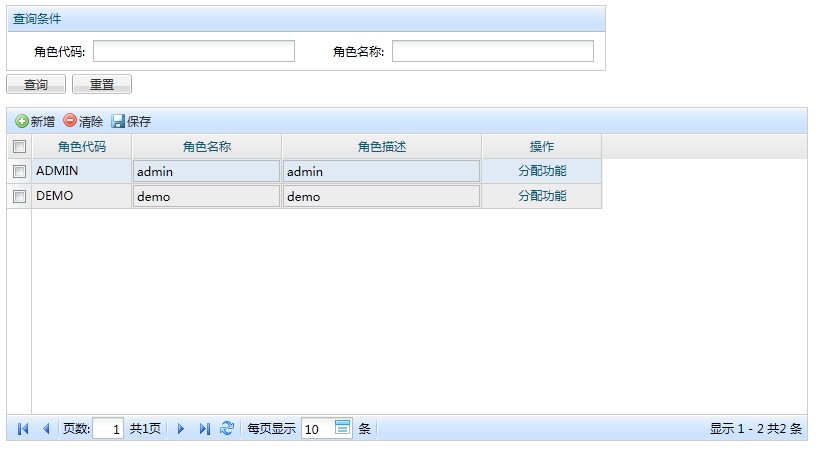 查询条件
角色代码: 角色名称:
查询 重置
新增 清除 保存
角色代码 角色名称 角色描述 操作
ADMIN admin admin 分配功能
DEMO demo demo 分配功能
页数: 1 共1页 每页显示 10 条 显示 1 - 2 共2 条